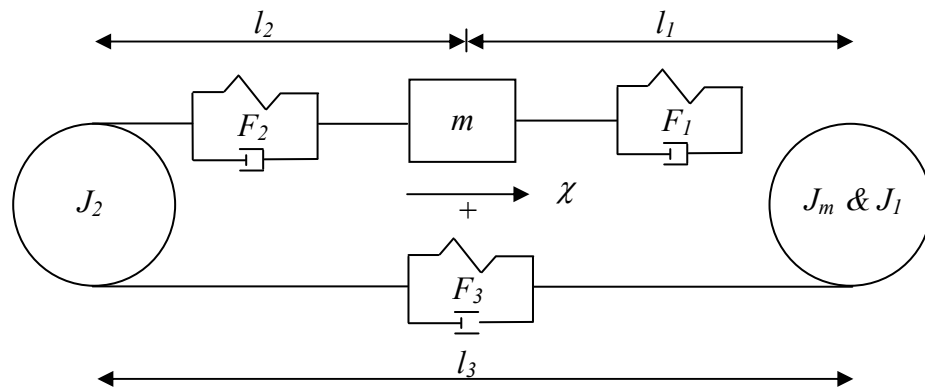 l₂ l₁
F₂ m F₁
J₂ + χ Jₘ & J₁
F₃
l₃